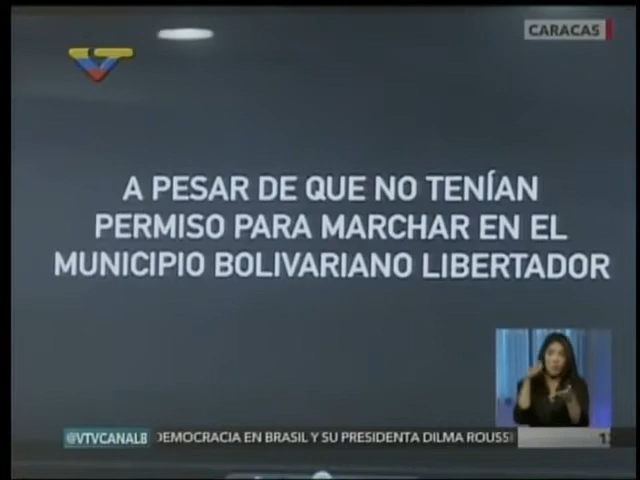 CARACAS
A PESAR DE QUE NO TENÍAN
PERMISO PARA MARCHAR EN EL
MUNICIPIO BOLIVARIANO LIBERTADOR
@VTVCANAL8 DEMOCRACIA EN BRASIL Y SU PRESIDENTA DILMA ROUSS